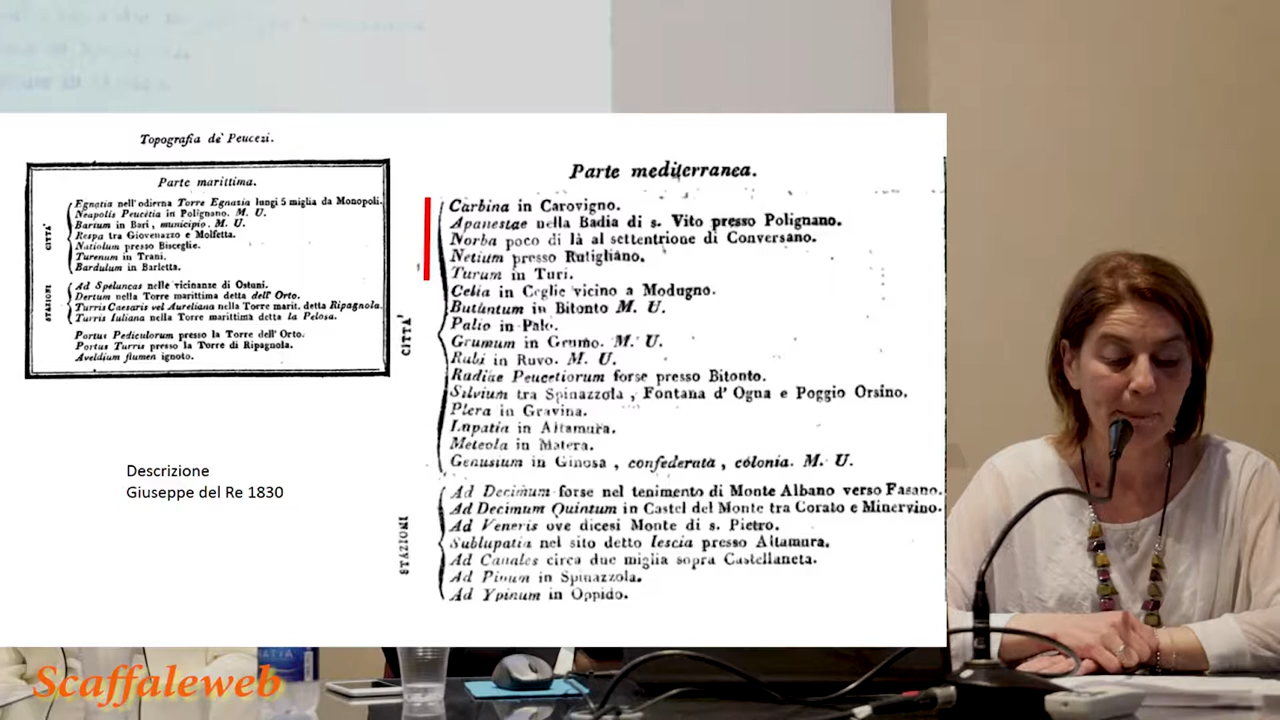 Topografia de' Peucezi.
Parte marittima.
CITTA'
Egnatia nell'odierna Torre Egnazia lungi 5 miglia da Monopoli.
Neapolis Peucetia in Polignano. M. U.
Barium in Bari, municipio. M. U.
Respa tra Giovenazzo e Molfetta.
Natiolum presso Bisceglie.
Turenum in Trani.
Bardulum in Barletta.
STAZIONI
Ad Speluncas nelle vicinanze di Ostuni.
Dertum nella Torre marittima detta dell' Orto.
Turris Caesaris vel Aureliana nella Torre marit. detta Ripagnola.
Turris Iuliana nella Torre marittima detta la Pelosa.
Portus Pediculorum presso la Torre dell' Orto.
Portus Turris presso la Torre di Ripagnola.
Aveldium flumen ignoto.
Parte mediterranea.
CITTA'
Carbina in Carovigno.
Apanestae nella Badia di s. Vito presso Polignano.
Norba poco di là al settentrione di Conversano.
Netium presso Rutigliano.
Turum in Turi.
Celia in Ceglie vicino a Modugno.
Butuntum in Bitonto M. U.
Palio in Palo.
Grumum in Grumo. M. U.
Rubi in Ruvo. M. U.
Rudiae Peucetiorum forse presso Bitonto.
Silvium tra Spinazzola, Fontana d' Ogna e Poggio Orsino.
Plera in Gravina.
Lupatia in Altamura.
Meteola in Matera.
Genusium in Ginosa, confederata, colonia. M. U.
STAZIONI
Ad Decimum forse nel tenimento di Monte Albano verso Fasano.
Ad Decimum Quintum in Castel del Monte tra Corato e Minervino.
Ad Veneris ove dicesi Monte di s. Pietro.
Sublupatia nel sito detto Iescia presso Altamura.
Ad Canales circa due miglia sopra Castellaneta.
Ad Pinum in Spinazzola.
Ad Ypinum in Oppido.
Descrizione
Giuseppe del Re 1830
Scaffaleweb